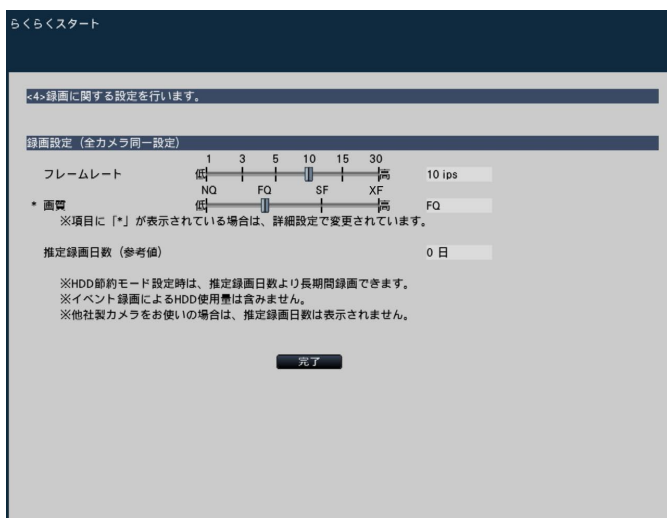 らくらくスタート
<4>録画に関する設定を行います。
録画設定（全カメラ同一設定）
1 3 5 10 15 30
フレームレート 低 高 10 ips
NQ FQ SF XF
* 画質 低 高 FQ
※項目に「*」が表示されている場合は、詳細設定で変更されています。
推定録画日数（参考値） 0 日
※HDD節約モード設定時は、推定録画日数より長期間録画できます。
※イベント録画によるHDD使用量は含みません。
※他社製カメラをお使いの場合は、推定録画日数は表示されません。
完了